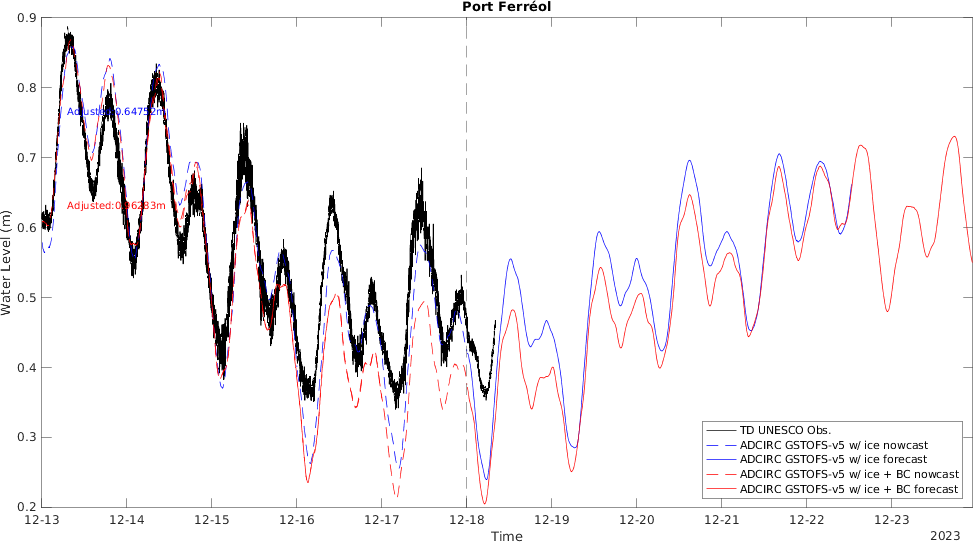 Port Ferréol
Water Level (m)
0.9
0.8
0.7
0.6
0.5
0.4
0.3
0.2
Adjusted:0.64752m
Adjusted:0.96283m
TD UNESCO Obs.
ADCIRC GSTOFS-v5 w/ ice nowcast
ADCIRC GSTOFS-v5 w/ ice forecast
ADCIRC GSTOFS-v5 w/ ice + BC nowcast
ADCIRC GSTOFS-v5 w/ ice + BC forecast
12-13 12-14 12-15 12-16 12-17 12-18 12-19 12-20 12-21 12-22 12-23
Time
2023